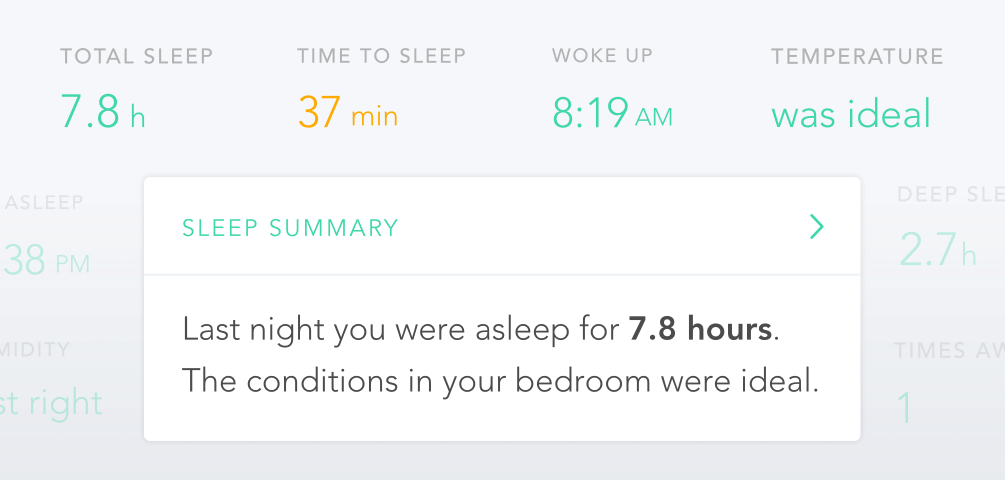 TOTAL SLEEP
7.8 h
TIME TO SLEEP
37 min
WOKE UP
8:19 AM
TEMPERATURE
was ideal
ASLEEP
38 PM
SLEEP SUMMARY
Last night you were asleep for 7.8 hours.
The conditions in your bedroom were ideal.
DEEP SLE
2.7 h
MIDITY
st right
TIMES AW
1